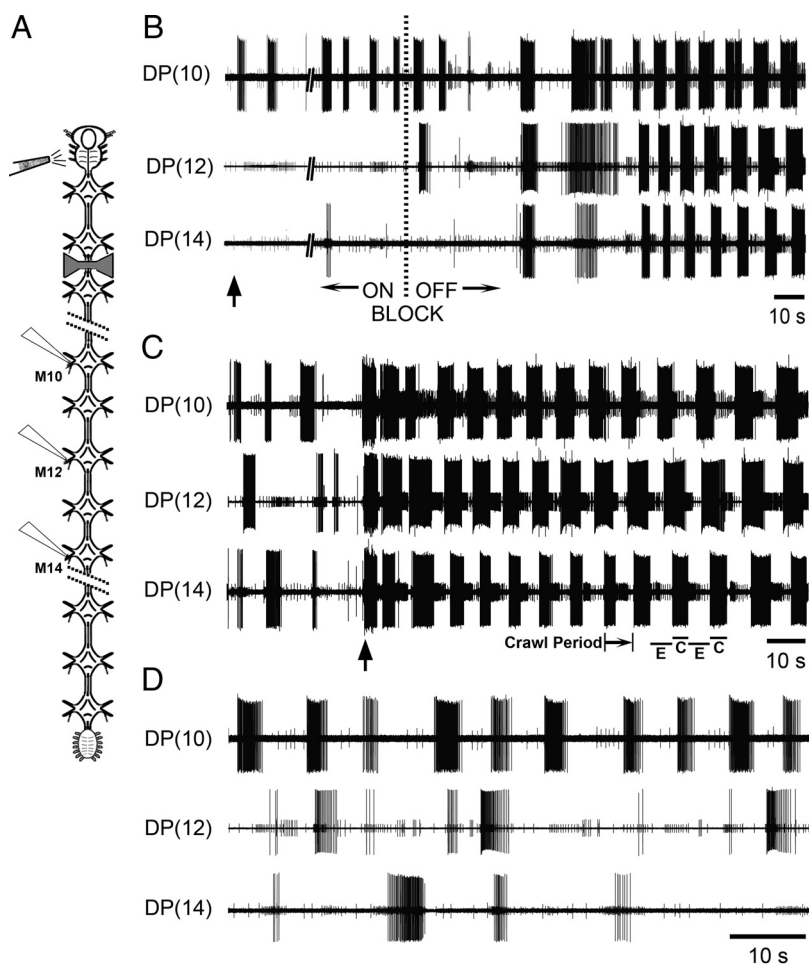 A
M10
M12
M14
B
DP(10)
DP(12)
DP(14)
ON OFF
BLOCK
10 s
C
DP(10)
DP(12)
DP(14)
Crawl Period
E C E C
10 s
D
DP(10)
DP(12)
DP(14)
10 s